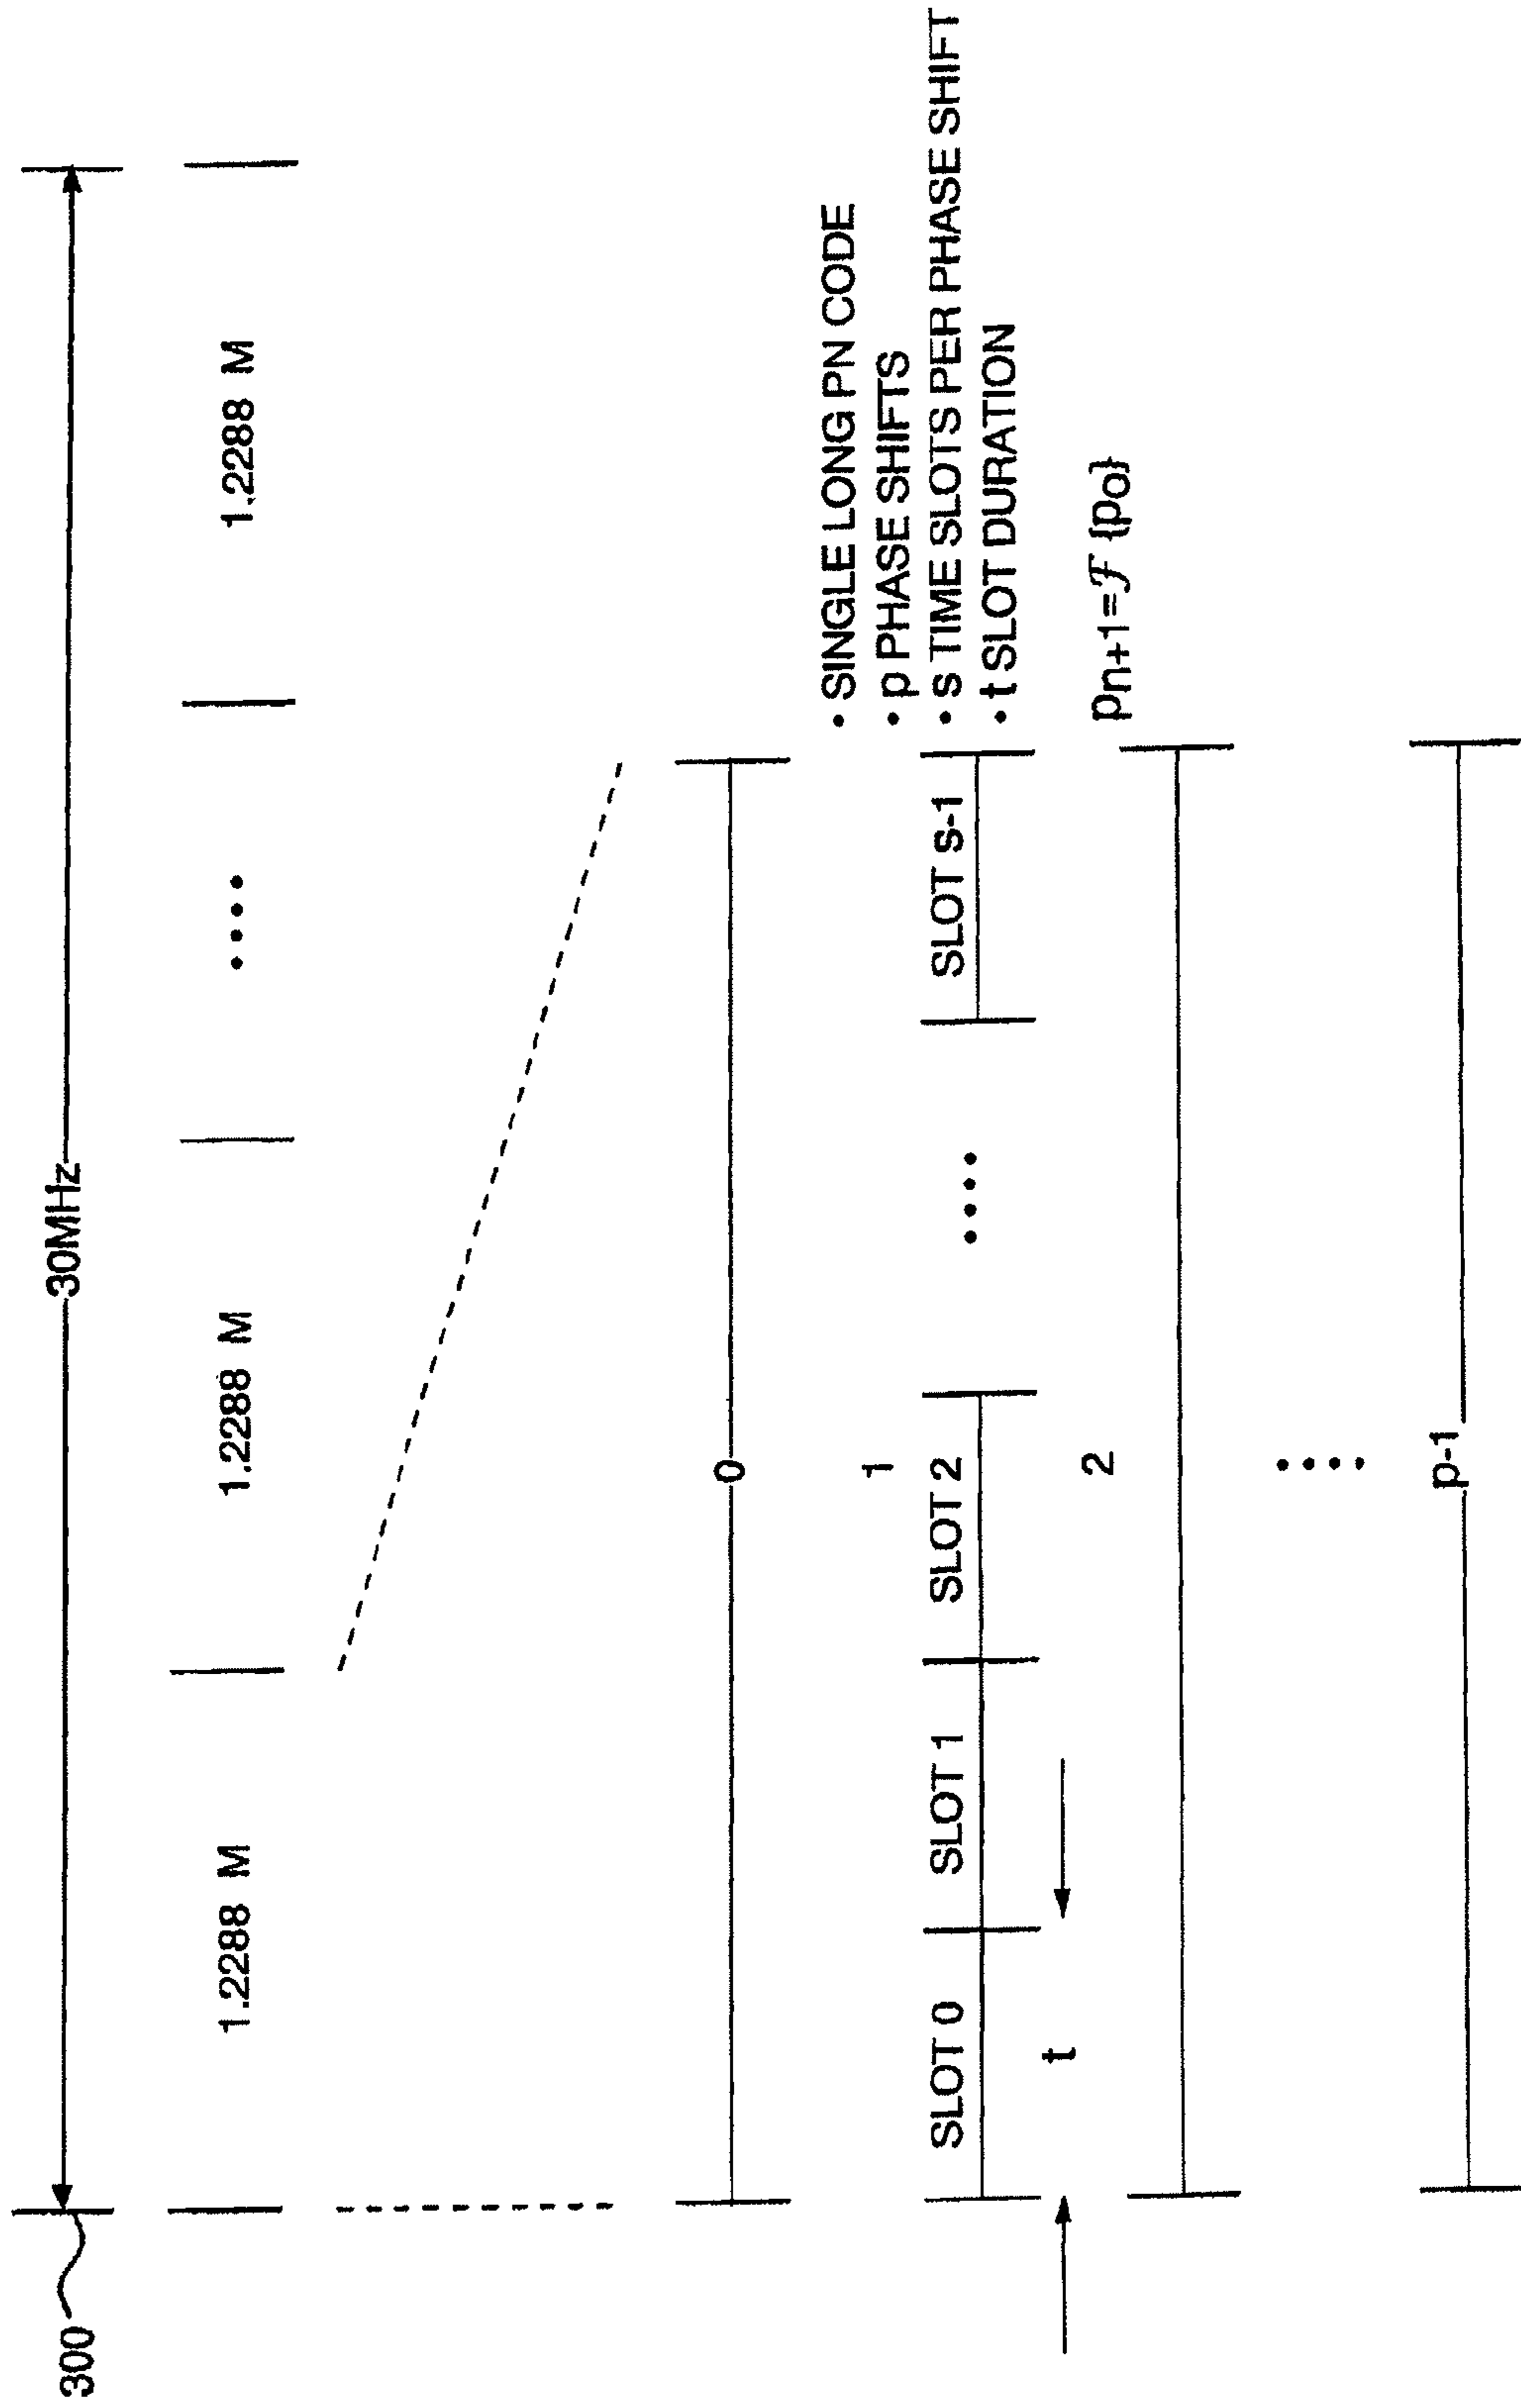 300
30MHz
1.2288 M 1.2288 M •••• 1.2288 M
0
• SINGLE LONG PN CODE
1
• p PHASE SHIFTS
SLOT 0 SLOT 1 SLOT 2 •••• SLOT s-1
• s TIME SLOTS PER PHASE SHIFT
• t SLOT DURATION
t
2
pn+1=ℱ {p0}
••••
p-1